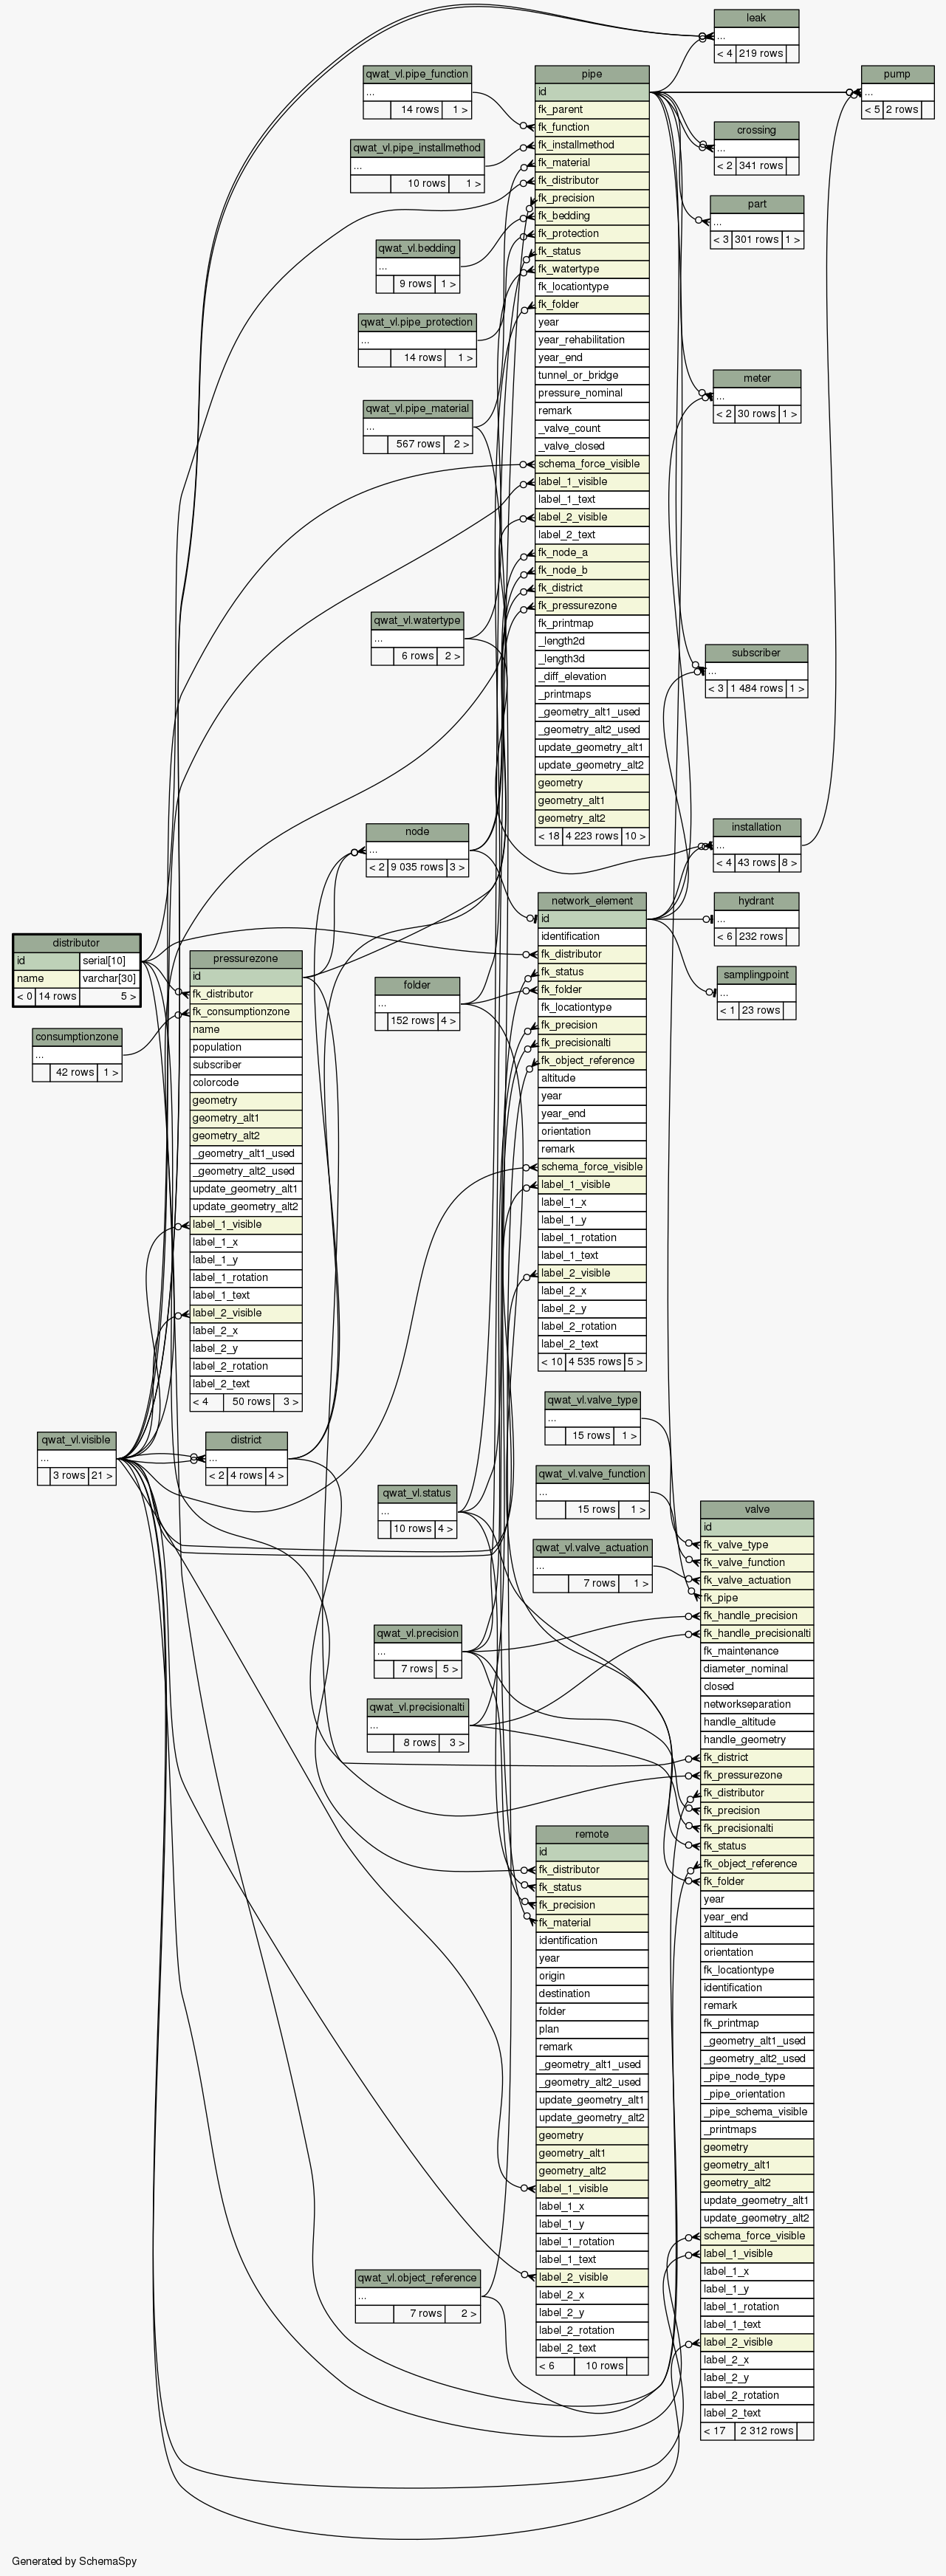 leak
...
< 4 219 rows
qwat_vl.pipe_function
...
14 rows 1 >
pipe
id
fk_parent
fk_function
fk_installmethod
fk_material
fk_distributor
fk_precision
fk_bedding
fk_protection
fk_status
fk_watertype
fk_locationtype
fk_folder
year
year_rehabilitation
year_end
tunnel_or_bridge
pressure_nominal
remark
_valve_count
_valve_closed
schema_force_visible
label_1_visible
label_1_text
label_2_visible
label_2_text
fk_node_a
fk_node_b
fk_district
fk_pressurezone
fk_printmap
_length2d
_length3d
_diff_elevation
_printmaps
_geometry_alt1_used
_geometry_alt2_used
update_geometry_alt1
update_geometry_alt2
geometry
geometry_alt1
geometry_alt2
< 18 4 223 rows 10 >
pump
...
< 5 2 rows
crossing
...
< 2 341 rows
qwat_vl.pipe_installmethod
...
10 rows 1 >
part
...
< 3 301 rows 1 >
qwat_vl.bedding
...
9 rows 1 >
qwat_vl.pipe_protection
...
14 rows 1 >
meter
...
< 2 30 rows 1 >
qwat_vl.pipe_material
...
567 rows 2 >
qwat_vl.watertype
...
6 rows 2 >
subscriber
...
< 3 1 484 rows 1 >
node
...
< 2 9 035 rows 3 >
installation
...
< 4 43 rows 8 >
network_element
id
identification
fk_distributor
fk_status
fk_folder
fk_locationtype
fk_precision
fk_precisionalti
fk_object_reference
altitude
year
year_end
orientation
remark
schema_force_visible
label_1_visible
label_1_x
label_1_y
label_1_rotation
label_1_text
label_2_visible
label_2_x
label_2_y
label_2_rotation
label_2_text
< 10 4 535 rows 5 >
hydrant
...
< 6 232 rows
samplingpoint
...
< 1 23 rows
distributor
id serial[10]
name varchar[30]
< 0 14 rows 5 >
pressurezone
id
fk_distributor
fk_consumptionzone
name
population
subscriber
colorcode
geometry
geometry_alt1
geometry_alt2
_geometry_alt1_used
_geometry_alt2_used
update_geometry_alt1
update_geometry_alt2
label_1_visible
label_1_x
label_1_y
label_1_rotation
label_1_text
label_2_visible
label_2_x
label_2_y
label_2_rotation
label_2_text
< 4 50 rows 3 >
folder
...
152 rows 4 >
consumptionzone
...
42 rows 1 >
qwat_vl.valve_type
...
15 rows 1 >
qwat_vl.visible
...
3 rows 21 >
district
...
< 2 4 rows 4 >
qwat_vl.valve_function
...
15 rows 1 >
qwat_vl.status
...
10 rows 4 >
qwat_vl.valve_actuation
...
7 rows 1 >
valve
id
fk_valve_type
fk_valve_function
fk_valve_actuation
fk_pipe
fk_handle_precision
fk_handle_precisionalti
fk_maintenance
diameter_nominal
closed
networkseparation
handle_altitude
handle_geometry
fk_district
fk_pressurezone
fk_distributor
fk_precision
fk_precisionalti
fk_status
fk_object_reference
fk_folder
year
year_end
altitude
orientation
fk_locationtype
identification
remark
fk_printmap
_geometry_alt1_used
_geometry_alt2_used
_pipe_node_type
_pipe_orientation
_pipe_schema_visible
_printmaps
geometry
geometry_alt1
geometry_alt2
update_geometry_alt1
update_geometry_alt2
schema_force_visible
label_1_visible
label_1_x
label_1_y
label_1_rotation
label_1_text
label_2_visible
label_2_x
label_2_y
label_2_rotation
label_2_text
< 17 2 312 rows
qwat_vl.precision
...
7 rows 5 >
qwat_vl.precisionalti
...
8 rows 3 >
remote
id
fk_distributor
fk_status
fk_precision
fk_material
identification
year
origin
destination
folder
plan
remark
_geometry_alt1_used
_geometry_alt2_used
update_geometry_alt1
update_geometry_alt2
geometry
geometry_alt1
geometry_alt2
label_1_visible
label_1_x
label_1_y
label_1_rotation
label_1_text
label_2_visible
label_2_x
label_2_y
label_2_rotation
label_2_text
< 6 10 rows
qwat_vl.object_reference
...
7 rows 2 >
Generated by SchemaSpy